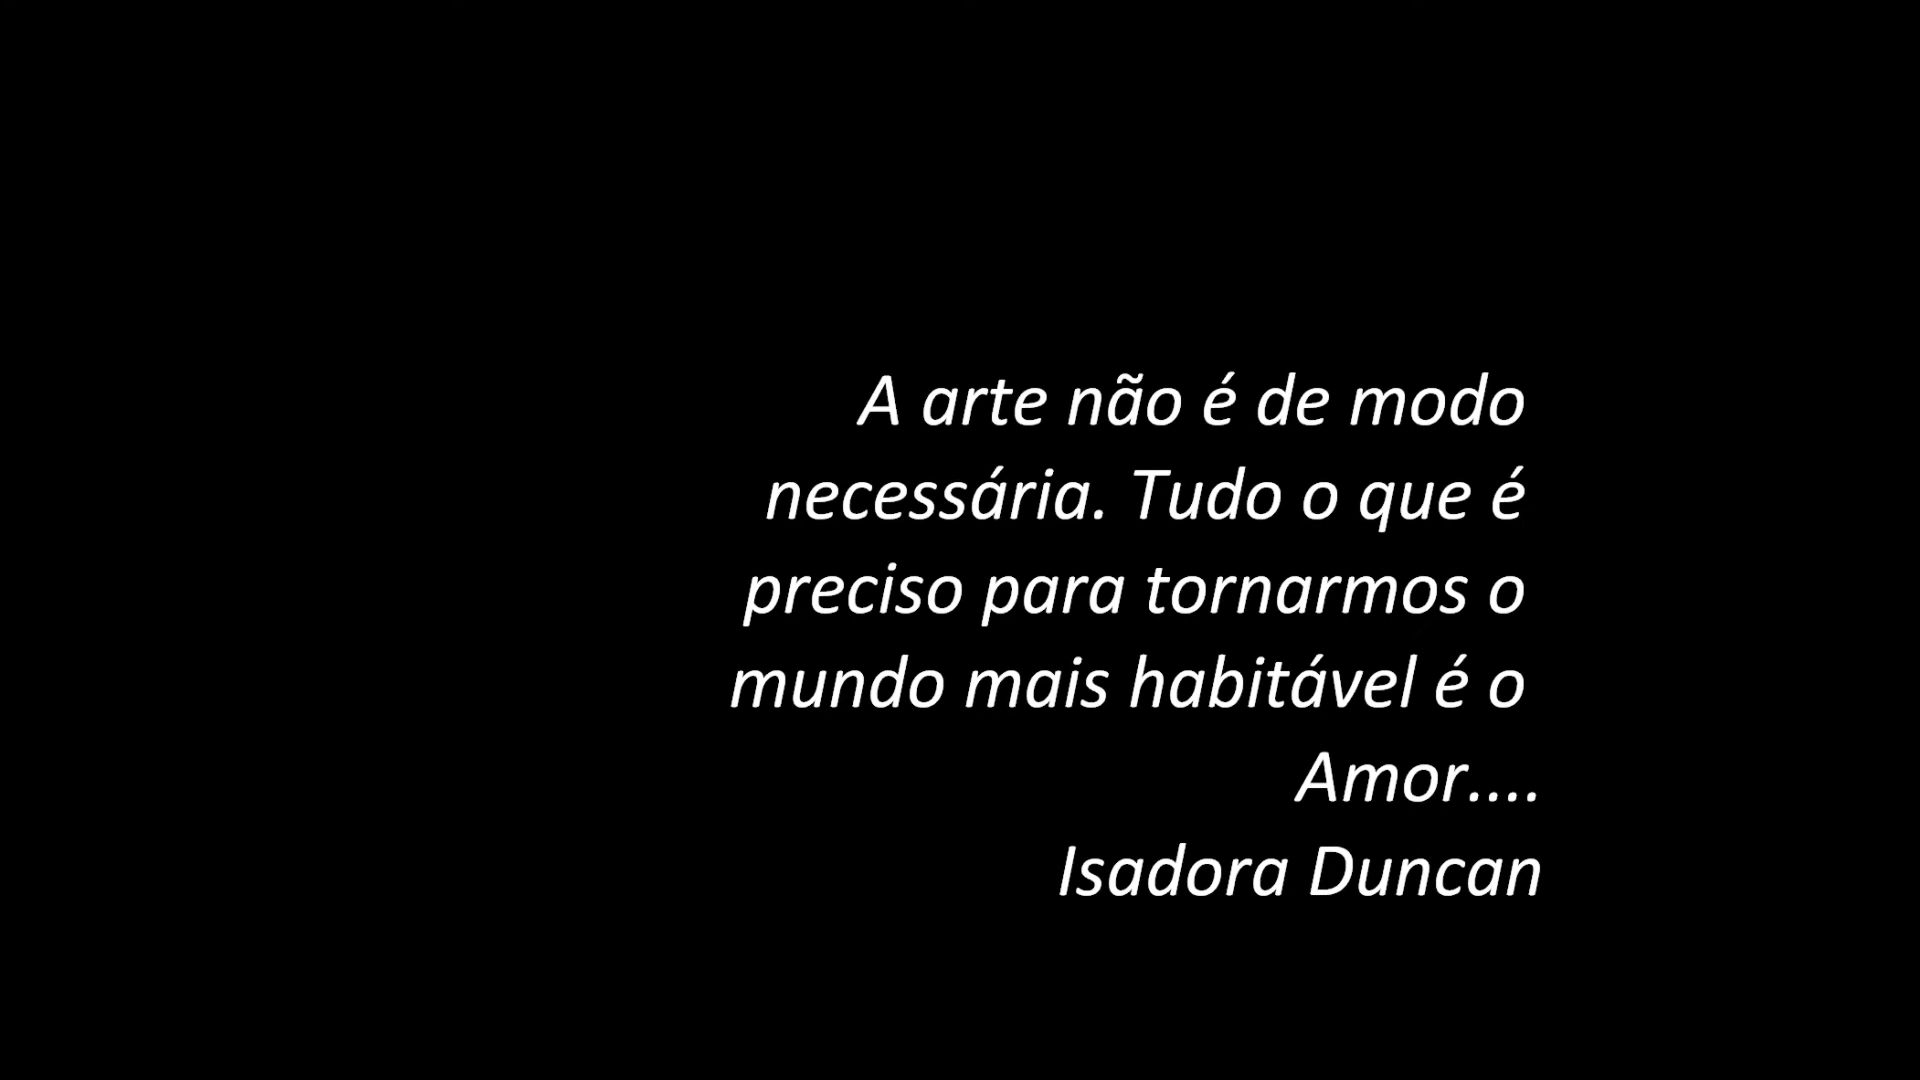 A arte não é de modo
necessária. Tudo o que é
preciso para tornarmos o
mundo mais habitável é o
Amor....
Isadora Duncan